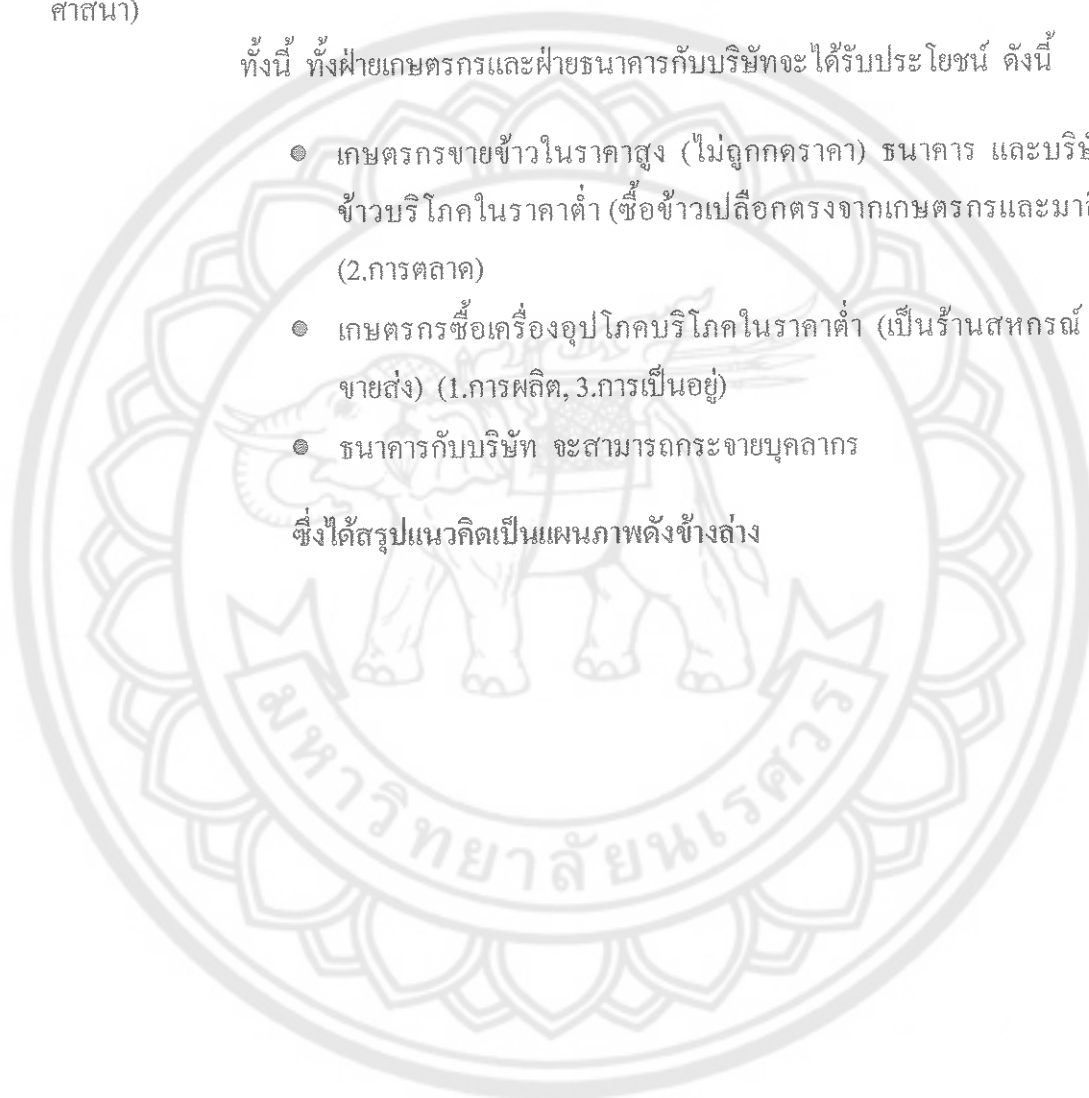 ศาสนา)
ทั้งนี้ ทั้งฝ่ายเกษตรกรและฝ่ายธนาคารกับบริษัทจะได้รับประโยชน์ ดังนี้
เกษตรกรขายข้าวในราคาสูง (ไม่ถูกกดราคา) ธนาคาร และ
ข้าวบริโภคในราคาต่ำ (ซื้อข้าวเปลือกตรงจากเกษตรกรและ
(2.การตลาด)
เกษตรกรซื้อเครื่องอุปโภคบริโภคในราคาต่ำ (เป็นร้านสหกรณ์
ขายส่ง) (1.การผลิต, 3.การเป็นอยู่)
ธนาคารกับบริษัท จะสามารถกระจายบุคลากร
ซึ่งได้สรุปแนวคิดเป็นแผนภาพดังข้างล่าง
มหาวิทยาลัยนเรศวร